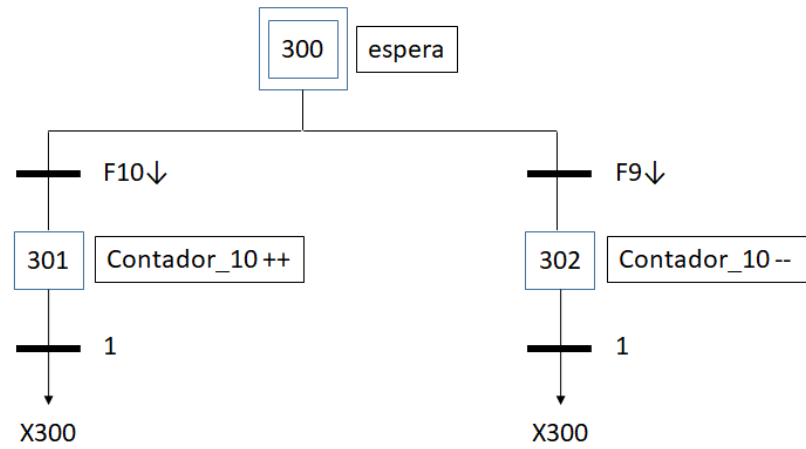 300
espera
F10↓
F9↓
301
Contador_10 ++
302
Contador_10 --
1
1
X300
X300